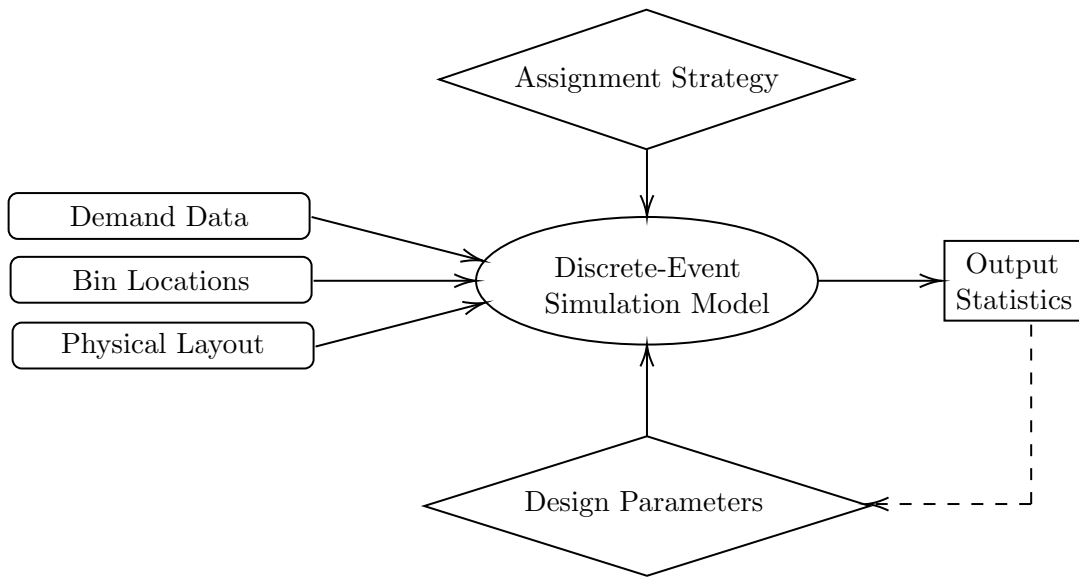 Assignment Strategy
Demand Data
Bin Locations
Physical Layout
Discrete-Event
Simulation Model
Output
Statistics
Design Parameters